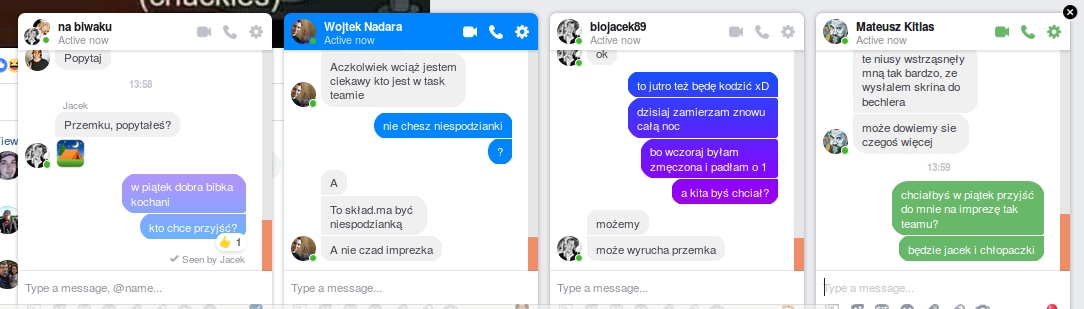 (chuckles)
View
na biwaku
Active now
Popytaj
13:58
Jacek
Przemku, popytałeś?
w piątek dobra bibka
kochani
kto chce przyjść?
1
Seen by Jacek
Type a message, @name...
Wojtek Nadara
Active now
Aczkolwiek wciąż jestem
ciekawy kto jest w task
teamie
nie chesz niespodzianki
?
A
To skład.ma być
niespodzianką
A nie czad imprezka
Type a message...
biojacek89
Active now
ok
to jutro też będę kodzić xD
dzisiaj zamierzam znowu
całą noc
bo wczoraj byłam
zmęczona i padłam o 1
a kita byś chciał?
możemy
może wyrucha przemka
Type a message...
Mateusz Kitlas
Active now
te niusy wstrząsnęły
mną tak bardzo, ze
wysłalem skrina do
bechlera
może dowiemy sie
czegoś więcej
13:59
chciałbyś w piątek przyjść
do mnie na imprezę tak
teamu?
będzie jacek i chłopaczki
Type a message...